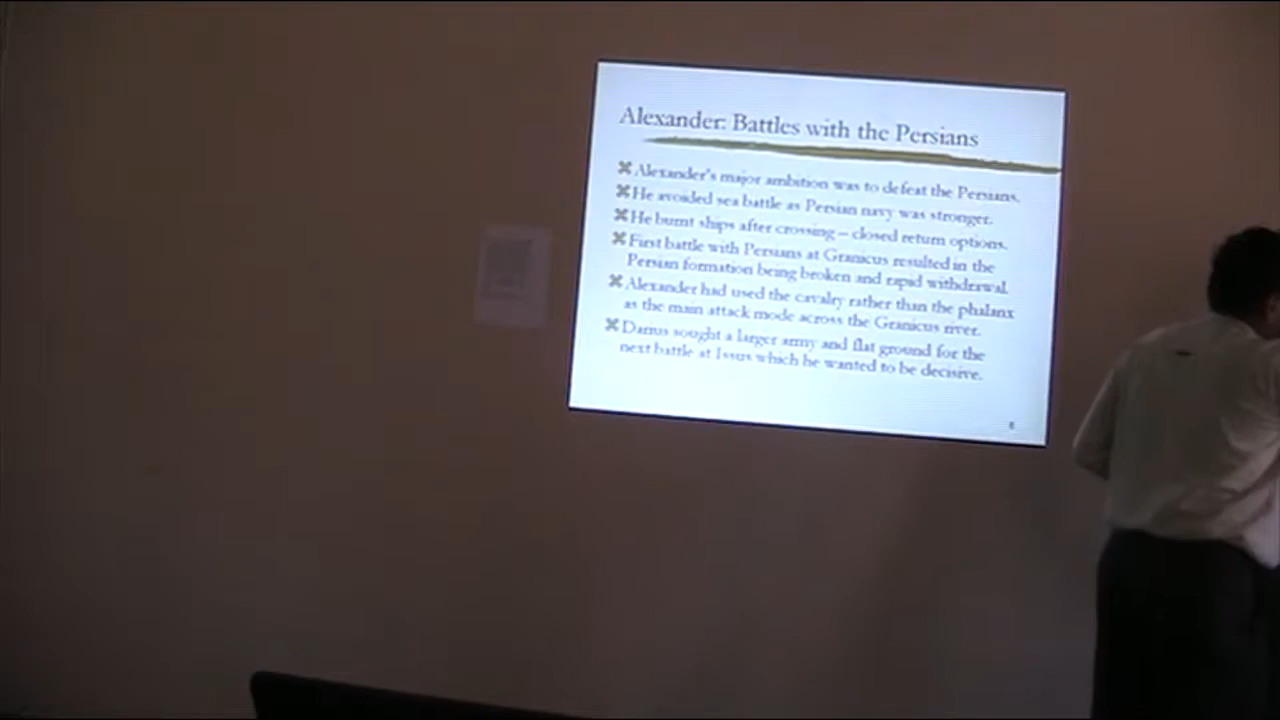 Alexander: Battles with the Persians
Alexander's major ambition was to defeat the Persians.
He avoided sea battle as Persian navy was stronger.
He burnt ships after crossing – closed return options.
First battle with Persians at Granicus resulted in the
Persian formation being broken and rapid withdrawal.
Alexander had used the cavalry rather than the phalanx
as the main attack mode across the Granicus river.
Darius sought a larger army and flat ground for the
next battle at Issus which he wanted to be decisive.
8